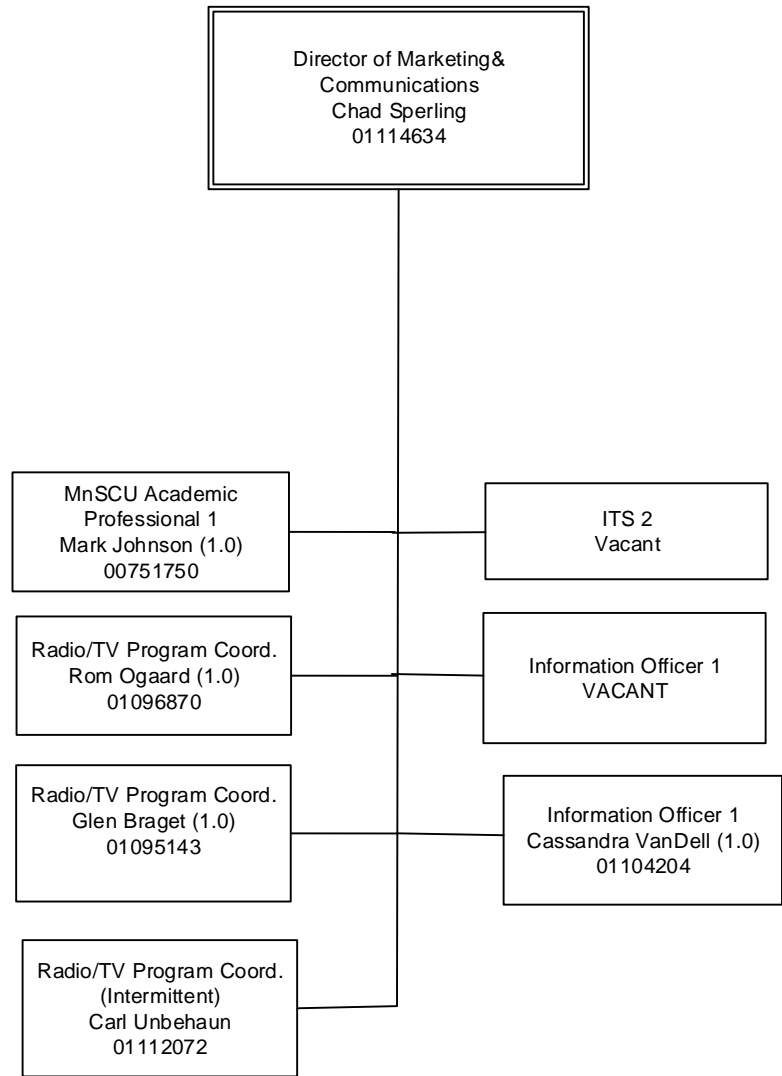 Director of Marketing&
Communications
Chad Sperling
01114634
MnSCU Academic
Professional 1
Mark Johnson (1.0)
00751750
ITS 2
Vacant
Radio/TV Program Coord.
Rom Ogaard (1.0)
01096870
Information Officer 1
VACANT
Radio/TV Program Coord.
Glen Braget (1.0)
01095143
Information Officer 1
Cassandra VanDell (1.0)
01104204
Radio/TV Program Coord.
(Intermittent)
Carl Unbehaun
01112072